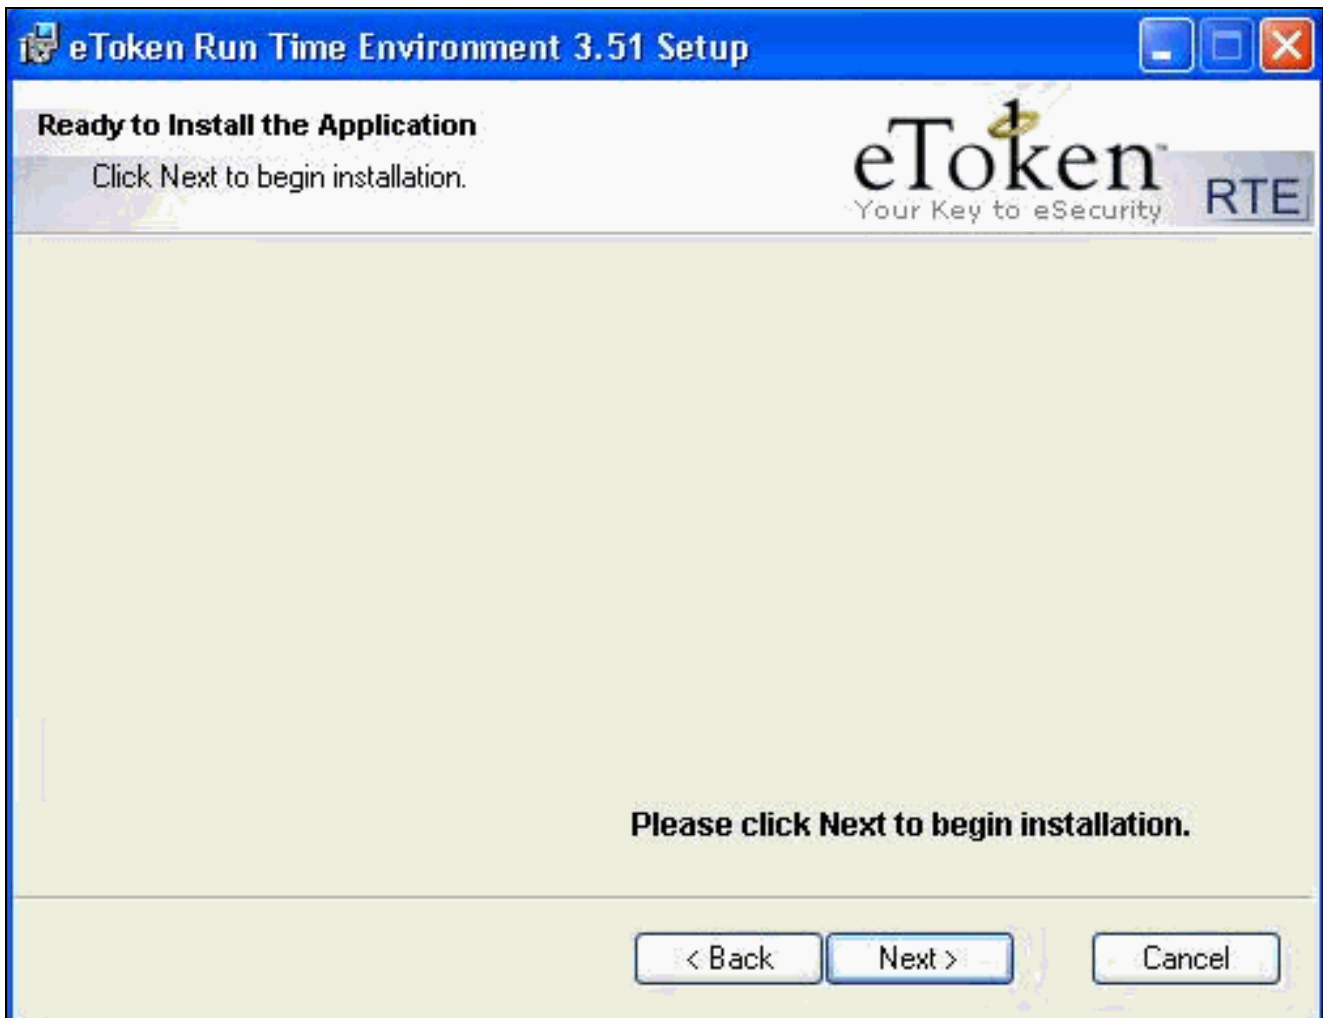 eToken Run Time Environment 3.51 Setup
Ready to Install the Application
Click Next to begin installation.
eToken™
Your Key to eSecurity
RTE
Please click Next to begin installation.
< Back
Next >
Cancel